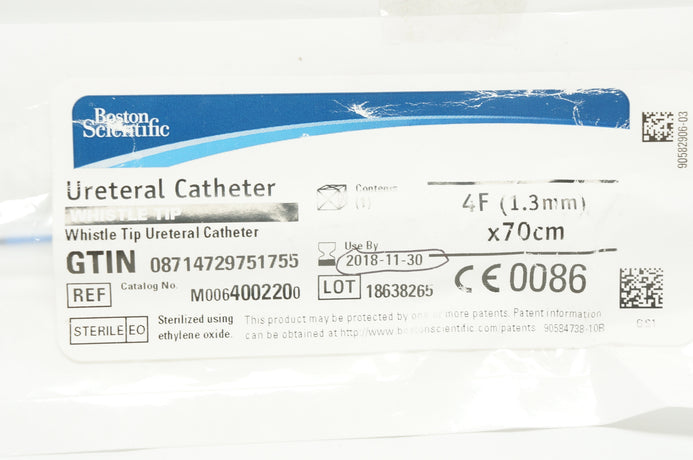 Boston
Scientific
90582906-03
Ureteral Catheter
WHISTLE TIP
Whistle Tip Ureteral Catheter
Contents
(1)
4F (1.3mm)
x70cm
GTIN 08714729751755
Use By
2018-11-30
CE 0086
REF Catalog No. M0064002200
LOT 18638265
STERILE EO
Sterilized using
ethylene oxide.
This product may be protected by one or more patents. Patent information
can be obtained at http://www.bostonscientific.com/patents 90584738-10R
GS1